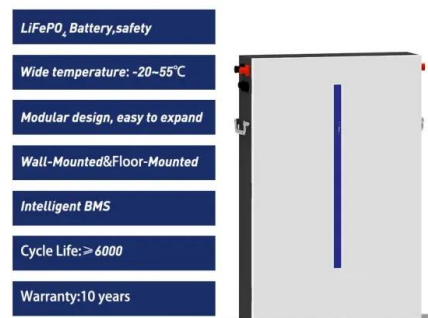 LiFePO₄ Battery,safety
Wide temperature: -20~55℃
Modular design, easy to expand
Wall-Mounted&Floor-Mounted
Intelligent BMS
Cycle Life:≥6000
Warranty:10 years